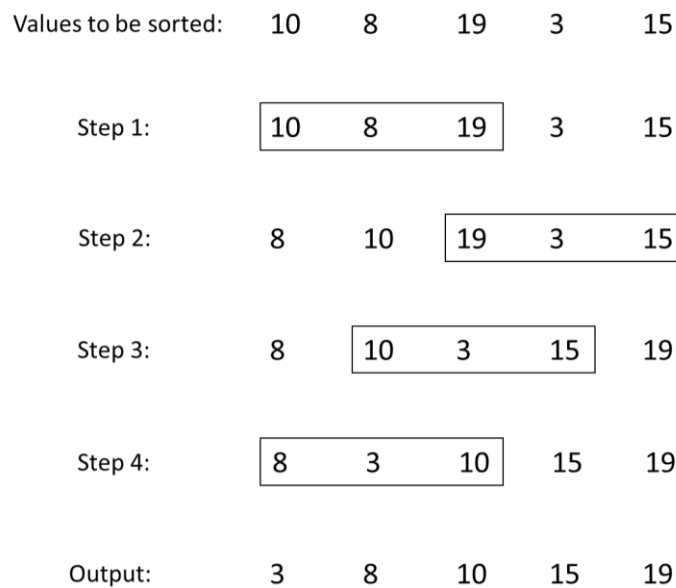 Values to be sorted: 10 8 19 3 15
Step 1: 10 8 19 3 15
Step 2: 8 10 19 3 15
Step 3: 8 10 3 15 19
Step 4: 8 3 10 15 19
Output: 3 8 10 15 19